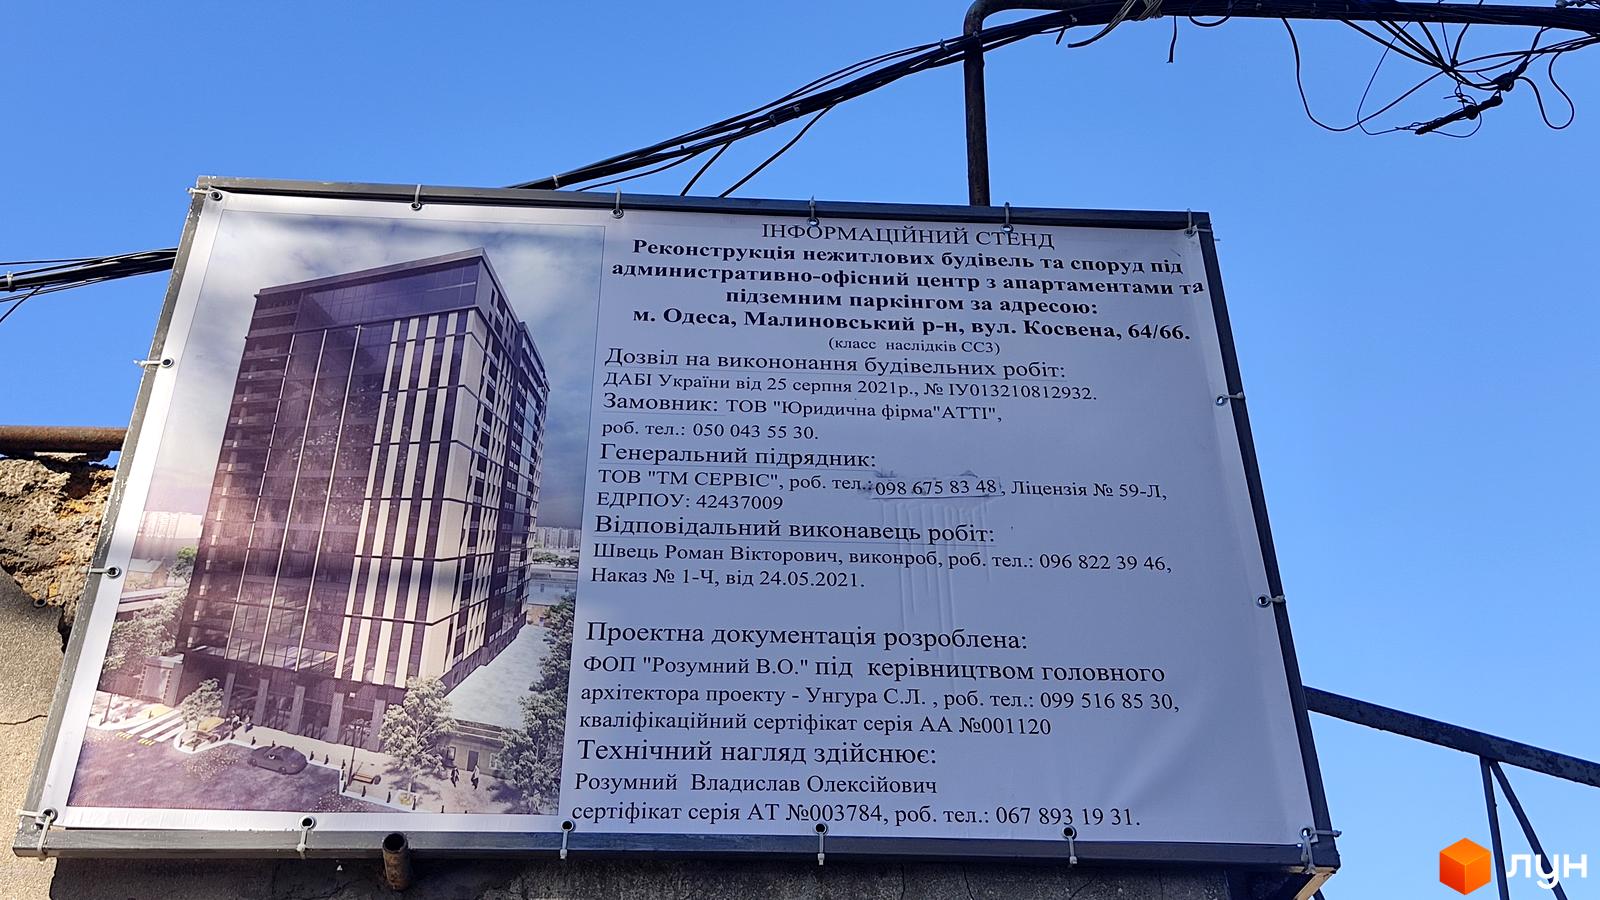 ІНФОРМАЦІЙНИЙ СТЕНД
Реконструкція нежитлових будівель та споруд під
адміністративно-офісний центр з апартаментами та
підземним паркінгом за адресою:
м. Одеса, Малиновський р-н, вул. Косвена, 64/66.
(класс наслідків СС3)
Дозвіл на викононання будівельних робіт:
ДАБІ України від 25 серпня 2021р., № ІУ013210812932.
Замовник: ТОВ "Юридична фірма"АТТІ",
роб. тел.: 050 043 55 30.
Генеральний підрядник:
ТОВ "ТМ СЕРВІС", роб. тел.: 098 675 83 48, Ліцензія № 59-Л,
ЕДРПОУ: 42437009
Відповідальний виконавець робіт:
Швець Роман Вікторович, виконроб, роб. тел.: 096 822 39 46,
Наказ № 1-Ч, від 24.05.2021.
Проектна документація розроблена:
ФОП "Розумний В.О." під керівництвом головного
архітектора проекту - Унгура С.Л. , роб. тел.: 099 516 85 30,
кваліфікаційний сертіфікат серія АА №001120
Технічний нагляд здійснює:
Розумний Владислав Олексійович
сертіфікат серія АТ №003784, роб. тел.: 067 893 19 31.
лун